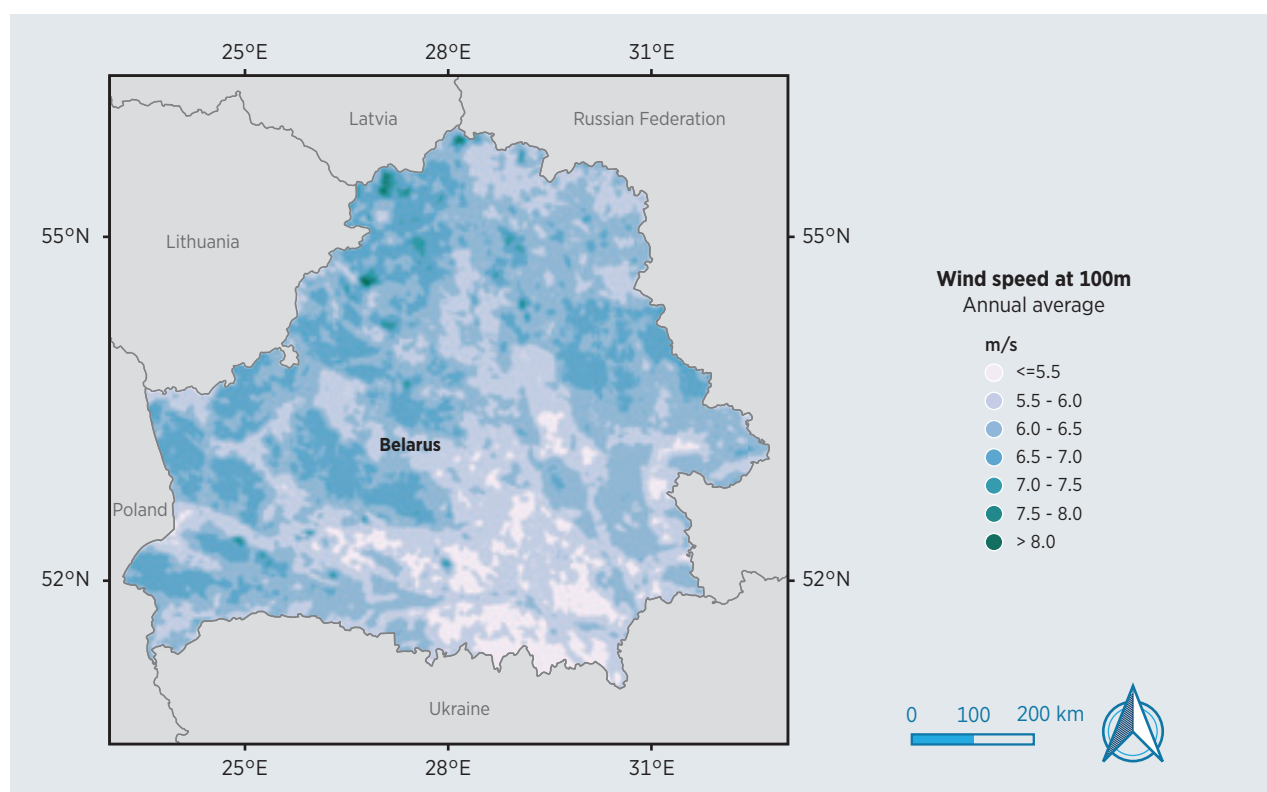 25°E 28°E 31°E
Latvia
Russian Federation
55°N
Lithuania
55°N
Belarus
Poland
52°N
52°N
Ukraine
25°E 28°E 31°E
Wind speed at 100m
Annual average
m/s
<=5.5
5.5 - 6.0
6.0 - 6.5
6.5 - 7.0
7.0 - 7.5
7.5 - 8.0
> 8.0
0 100 200 km